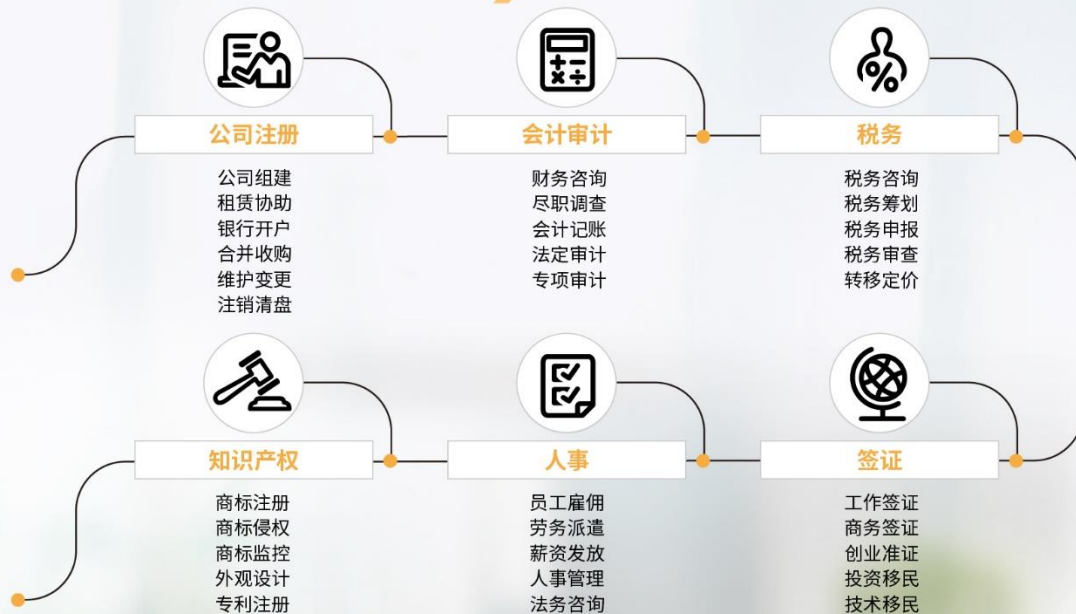 公司注册
公司组建
租赁协助
银行开户
合并收购
维护变更
注销清盘
会计审计
财务咨询
尽职调查
会计记账
法定审计
专项审计
税务
税务咨询
税务筹划
税务申报
税务审查
转移定价
知识产权
商标注册
商标侵权
商标监控
外观设计
专利注册
人事
员工雇佣
劳务派遣
薪资发放
人事管理
法务咨询
签证
工作签证
商务签证
创业准证
投资移民
技术移民